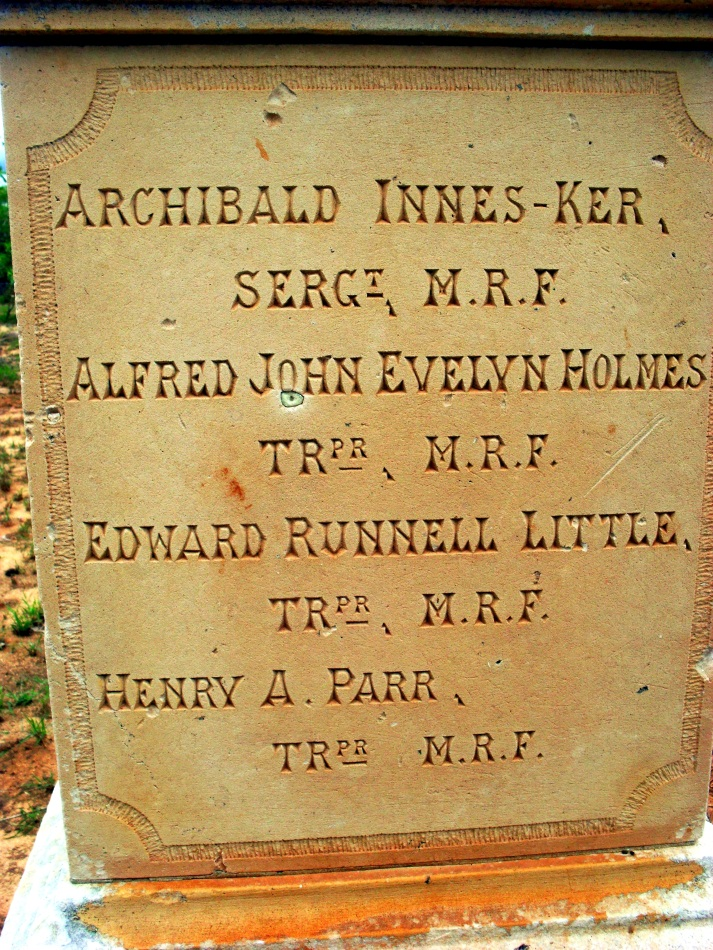 ARCHIBALD INNES-KER,
SERGT, M.R.F.
ALFRED JOHN EVELYN HOLMES
TRPR, M.R.F.
EDWARD RUNNELL LITTLE,
TRPR, M.R.F.
HENRY A. PARR,
TRPR M.R.F.